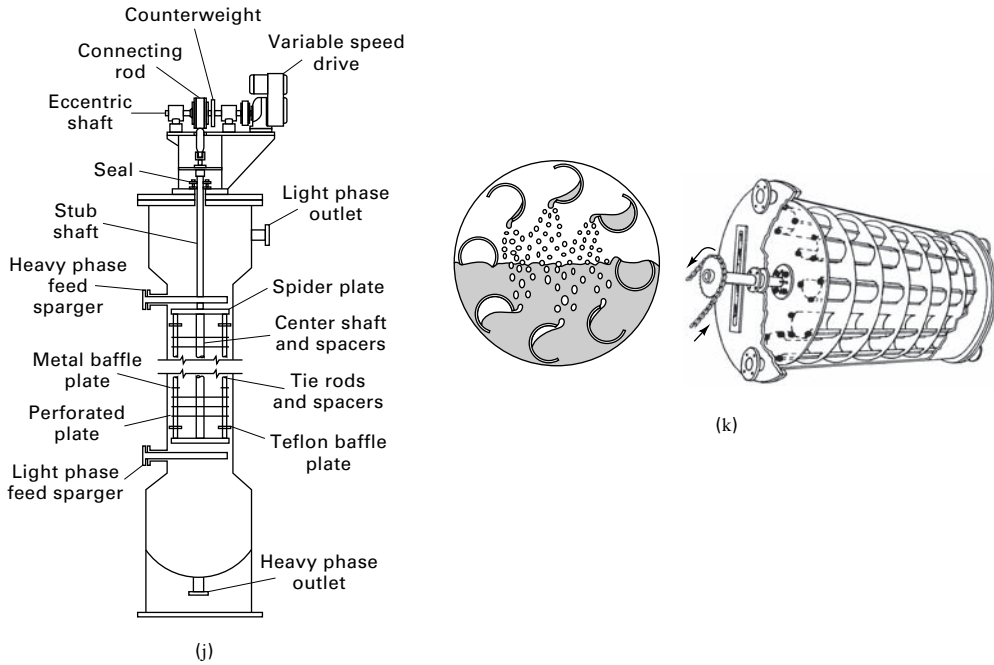 Counterweight
Connecting
rod
Variable speed
drive
Eccentric
shaft
Seal
Light phase
outlet
Stub
shaft
Heavy phase
feed sparger
Spider plate
Center shaft
and spacers
Metal baffle
plate
Tie rods
and spacers
Perforated
plate
Teflon baffle
plate
Light phase
feed sparger
Heavy phase
outlet
(j)
(k)